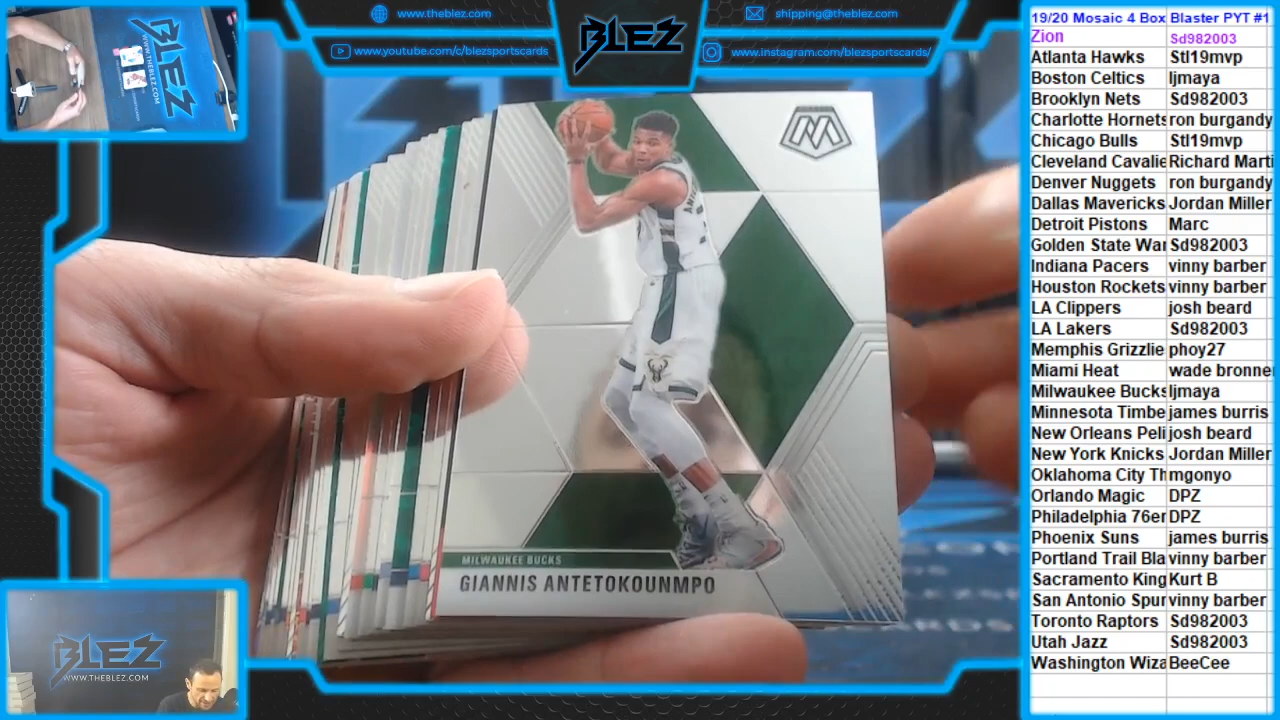 www.theblez.com
shipping@theblez.com
www.youtube.com/c/blezsportscards
www.instagram.com/blezsportscards/
BLEZ
BLEZ
WWW.THEBLEZ.COM
MILWAUKEE BUCKS
GIANNIS ANTETOKOUNMPO
BLEZ
WWW.THEBLEZ.COM
19/20 Mosaic 4 Box Blaster PYT #1
Zion Sd982003
Atlanta Hawks Stl19mvp
Boston Celtics ljmaya
Brooklyn Nets Sd982003
Charlotte Hornets ron burgandy
Chicago Bulls Stl19mvp
Cleveland Cavalie Richard Marti
Denver Nuggets ron burgandy
Dallas Mavericks Jordan Miller
Detroit Pistons Marc
Golden State War Sd982003
Indiana Pacers vinny barber
Houston Rockets vinny barber
LA Clippers josh beard
LA Lakers Sd982003
Memphis Grizzlie phoy27
Miami Heat wade bronne
Milwaukee Bucks ljmaya
Minnesota Timbe james burris
New Orleans Peli josh beard
New York Knicks Jordan Miller
Oklahoma City Th mgonyo
Orlando Magic DPZ
Philadelphia 76er DPZ
Phoenix Suns james burris
Portland Trail Bla vinny barber
Sacramento King Kurt B
San Antonio Spur vinny barber
Toronto Raptors Sd982003
Utah Jazz Sd982003
Washington Wiza BeeCee